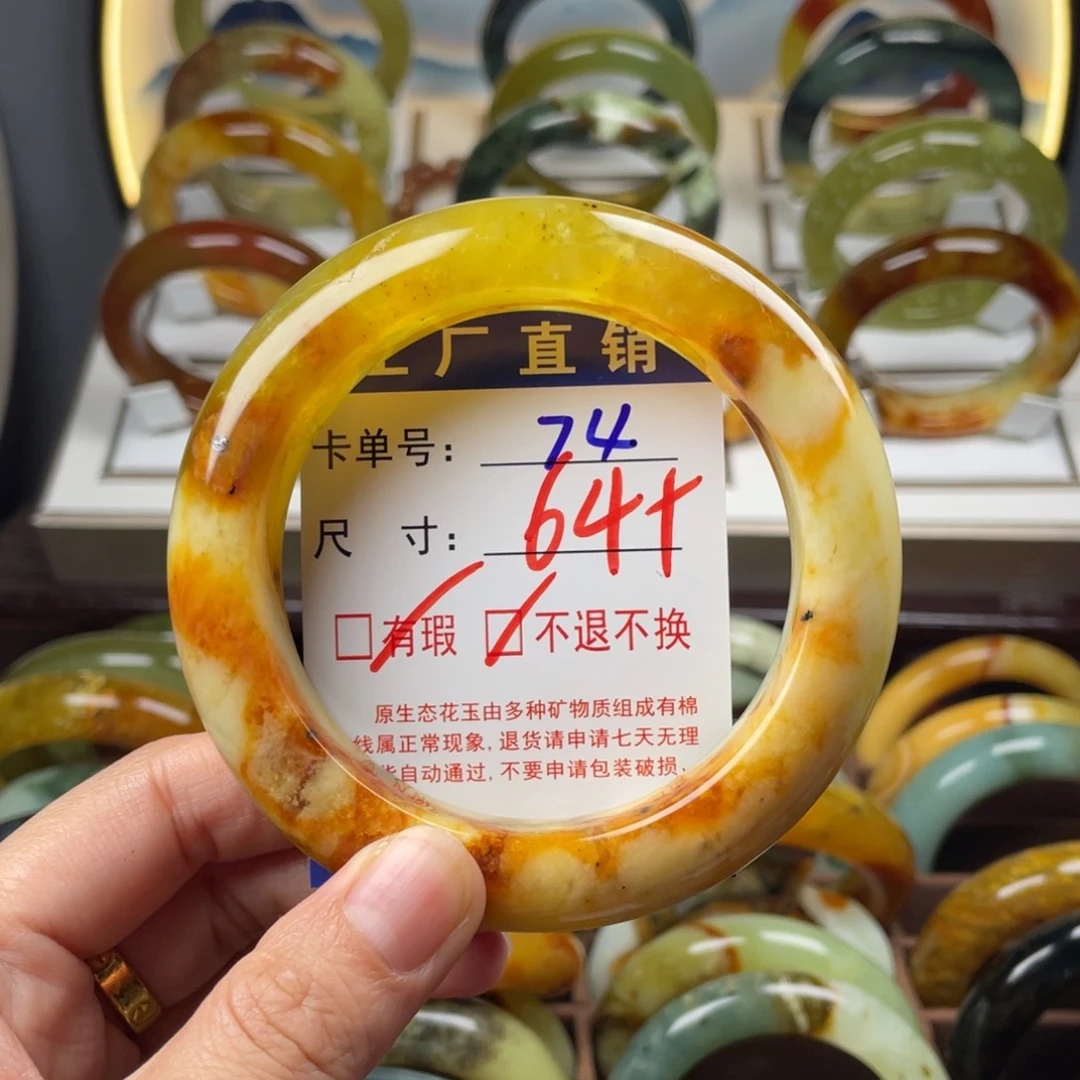 工厂直销
卡单号: 74
尺 寸: 64+
□有瑕 □不退不换
原生态花玉由多种矿物质组成有棉
线属正常现象,退货请申请七天无理
自动通过,不要申请包装破损、